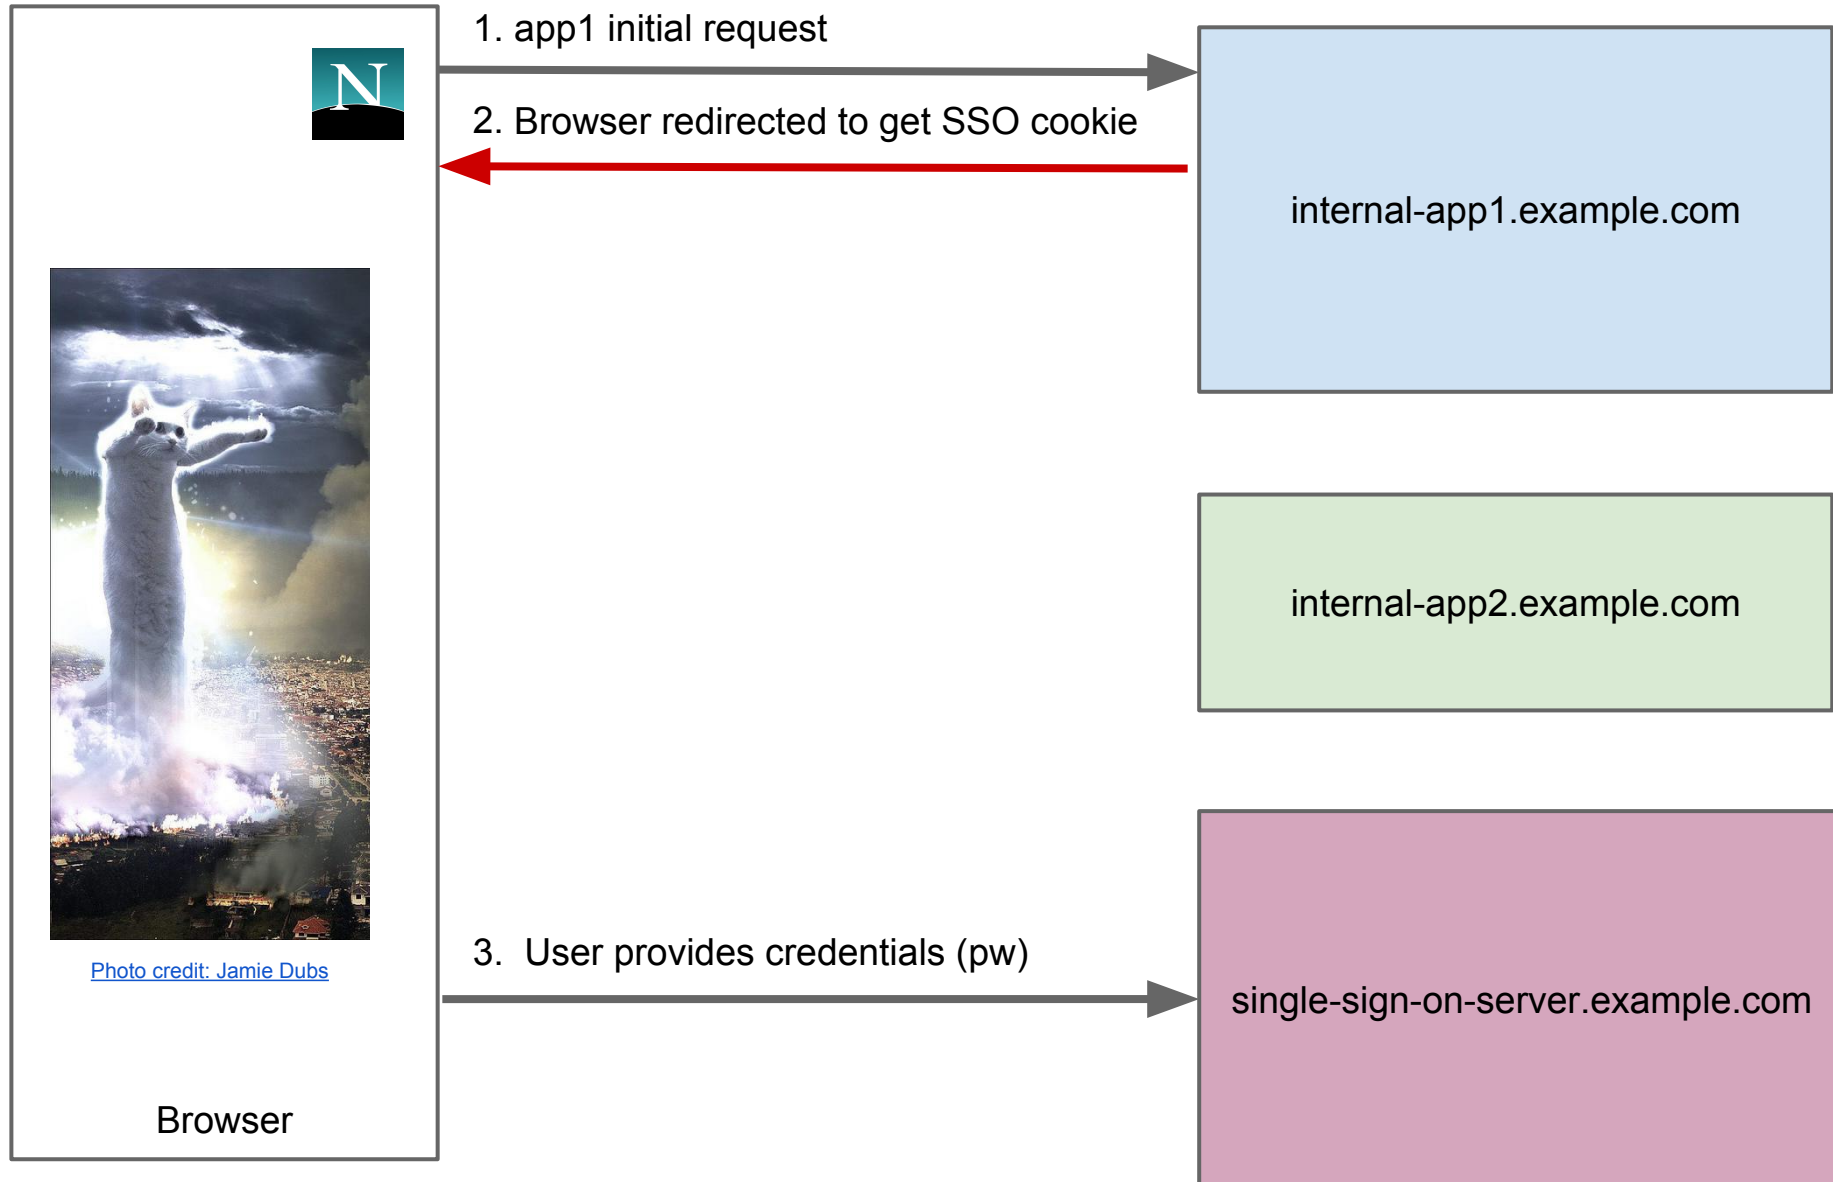 1. app1 initial request
N
2. Browser redirected to get SSO cookie
internal-app1.example.com
internal-app2.example.com
3. User provides credentials (pw)
Photo credit: Jamie Dubs
single-sign-on-server.example.com
Browser